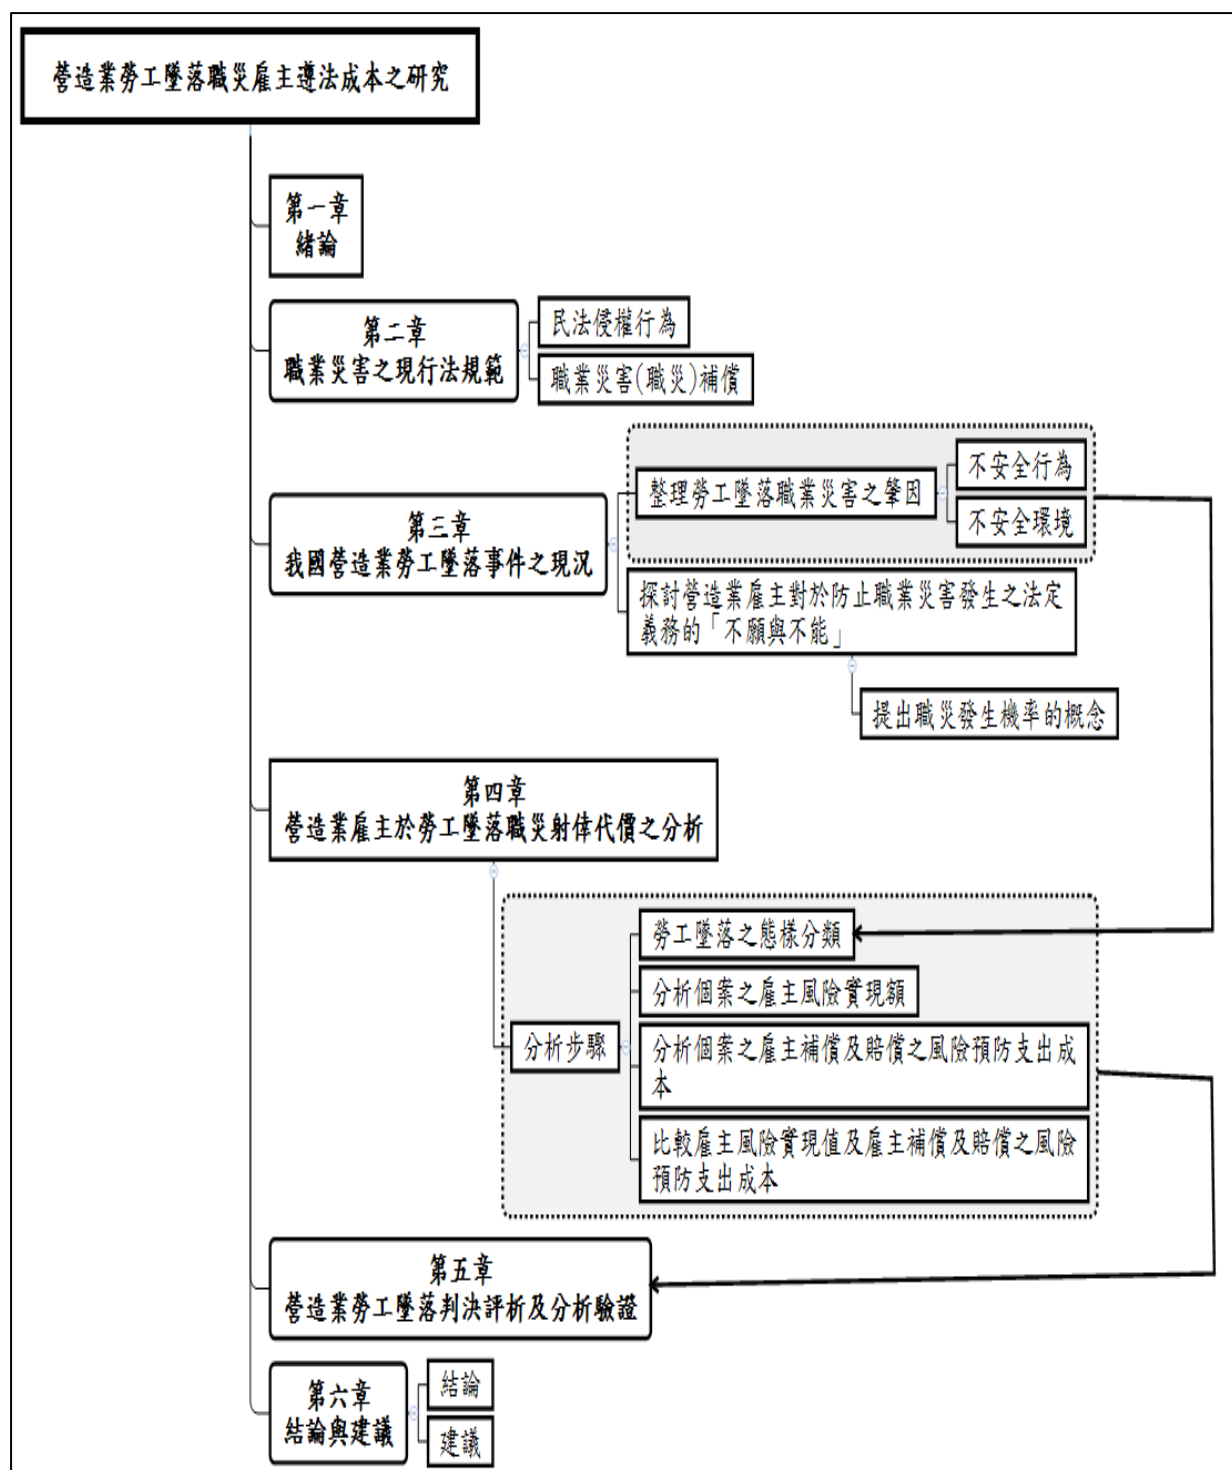 營造業勞工墜落職災雇主遵法成本之研究
第一章
緒論
第二章
職業災害之現行法規範
民法侵權行為
職業災害(職災)補償
第三章
我國營造業勞工墜落事件之現況
整理勞工墜落職業災害之肇因
不安全行為
不安全環境
探討營造業雇主對於防止職業災害發生之法定
義務的「不願與不能」
提出職災發生機率的概念
第四章
營造業雇主於勞工墜落職災射倖代價之分析
分析步驟
勞工墜落之態樣分類
分析個案之雇主風險實現額
分析個案之雇主補償及賠償之風險預防支出成
本
比較雇主風險實現值及雇主補償及賠償之風險
預防支出成本
第五章
營造業勞工墜落判決評析及分析驗證
第六章
結論與建議
結論
建議